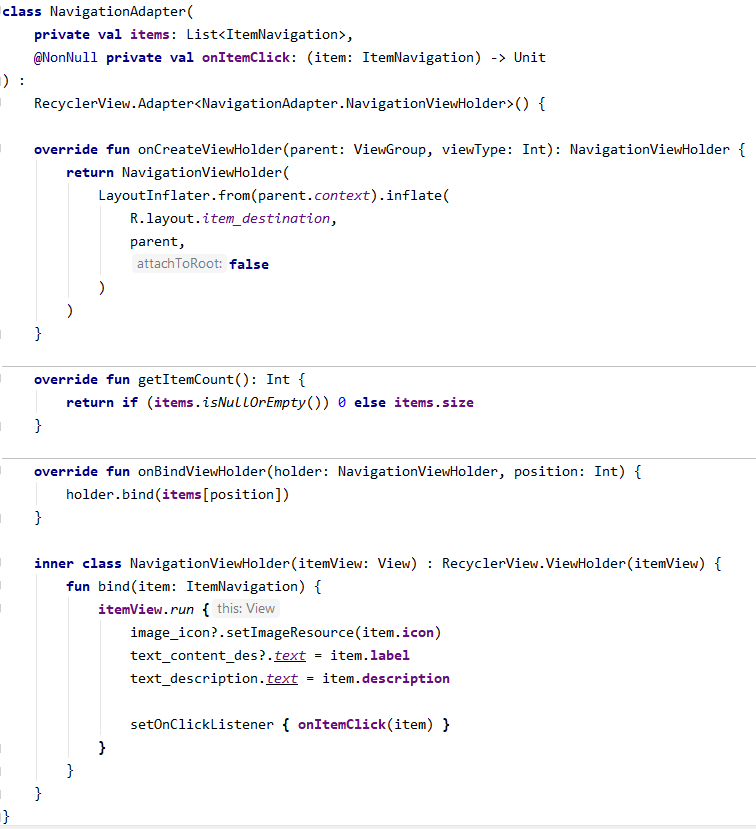 class NavigationAdapter(
    private val items: List<ItemNavigation>,
    @NonNull private val onItemClick: (item: ItemNavigation) -> Unit
) :
    RecyclerView.Adapter<NavigationAdapter.NavigationViewHolder>() {

    override fun onCreateViewHolder(parent: ViewGroup, viewType: Int): NavigationViewHolder {
        return NavigationViewHolder(
            LayoutInflater.from(parent.context).inflate(
                R.layout.item_destination,
                parent,
                attachToRoot: false
            )
        )
    }

    override fun getItemCount(): Int {
        return if (items.isNullOrEmpty()) 0 else items.size
    }

    override fun onBindViewHolder(holder: NavigationViewHolder, position: Int) {
        holder.bind(items[position])
    }

    inner class NavigationViewHolder(itemView: View) : RecyclerView.ViewHolder(itemView) {
        fun bind(item: ItemNavigation) {
            itemView.run { this: View
                image_icon?.setImageResource(item.icon)
                text_content_des?.text = item.label
                text_description.text = item.description

                setOnClickListener { onItemClick(item) }
            }
        }
    }
}